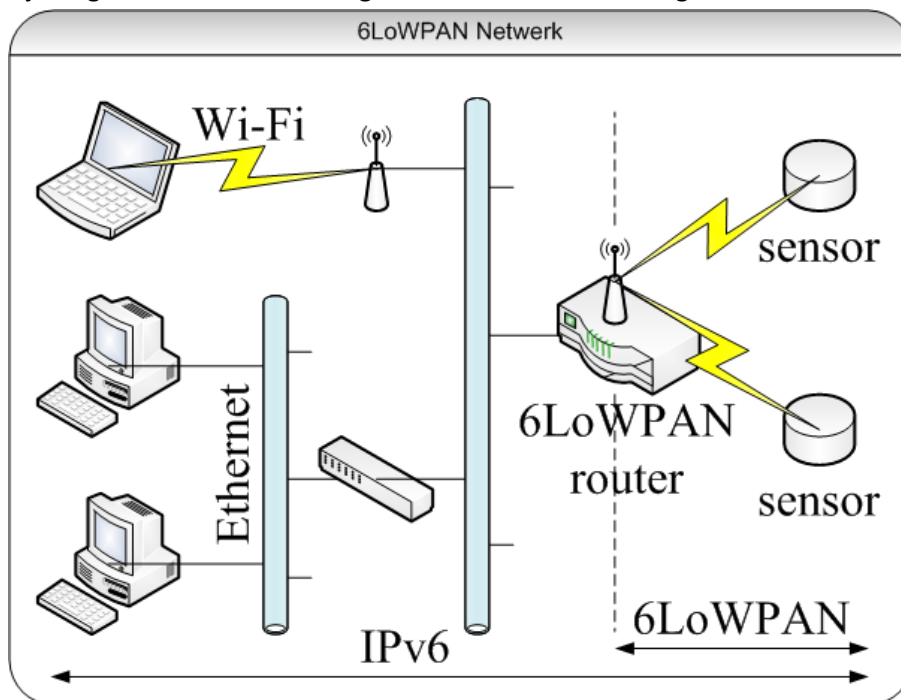 6LoWPAN Netwerk
Wi-Fi
sensor
Ethernet
6LoWPAN
router
sensor
6LoWPAN
IPv6